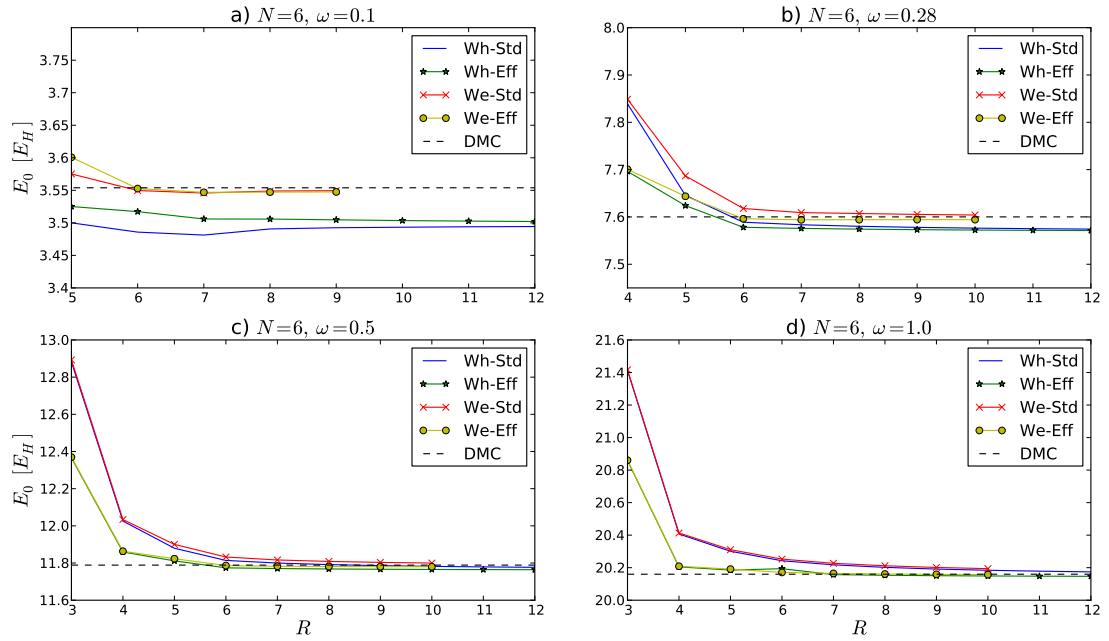 a) N=6, ω=0.1
E₀ [E_H]
3.75
3.70
3.65
3.6
3.55
3.5
3.45
3.4
5 6 7 8 9 10 11 12
Wh-Std
Wh-Eff
We-Std
We-Eff
DMC
b) N=6, ω=0.28
8.0
7.9
7.8
7.7
7.6
7.5
4 5 6 7 8 9 10 11 12
Wh-Std
Wh-Eff
We-Std
We-Eff
DMC
c) N=6, ω=0.5
E₀ [E_H]
13.0
12.8
12.6
12.4
12.2
12.0
11.8
11.6
3 4 5 6 7 8 9 10 11 12
R
Wh-Std
Wh-Eff
We-Std
We-Eff
DMC
d) N=6, ω=1.0
21.6
21.4
21.2
21.0
20.8
20.6
20.4
20.2
20.0
3 4 5 6 7 8 9 10 11 12
R
Wh-Std
Wh-Eff
We-Std
We-Eff
DMC